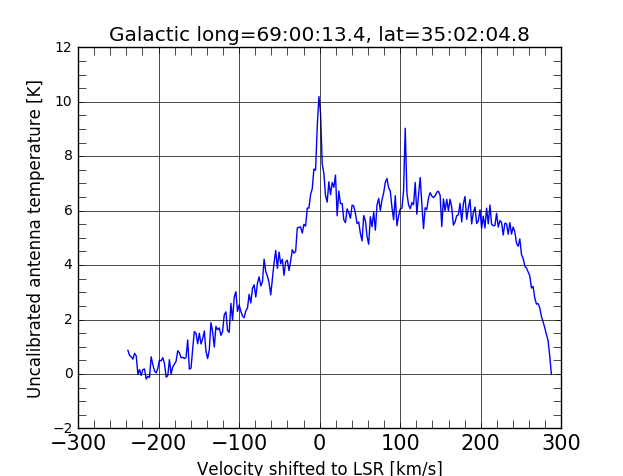 Galactic long=69:00:13.4, lat=35:02:04.8
Uncalibrated antenna temperature [K]
12
10
8
6
4
2
0
−2
−300 −200 −100 0 100 200 300
Velocity shifted to LSR [km/s]